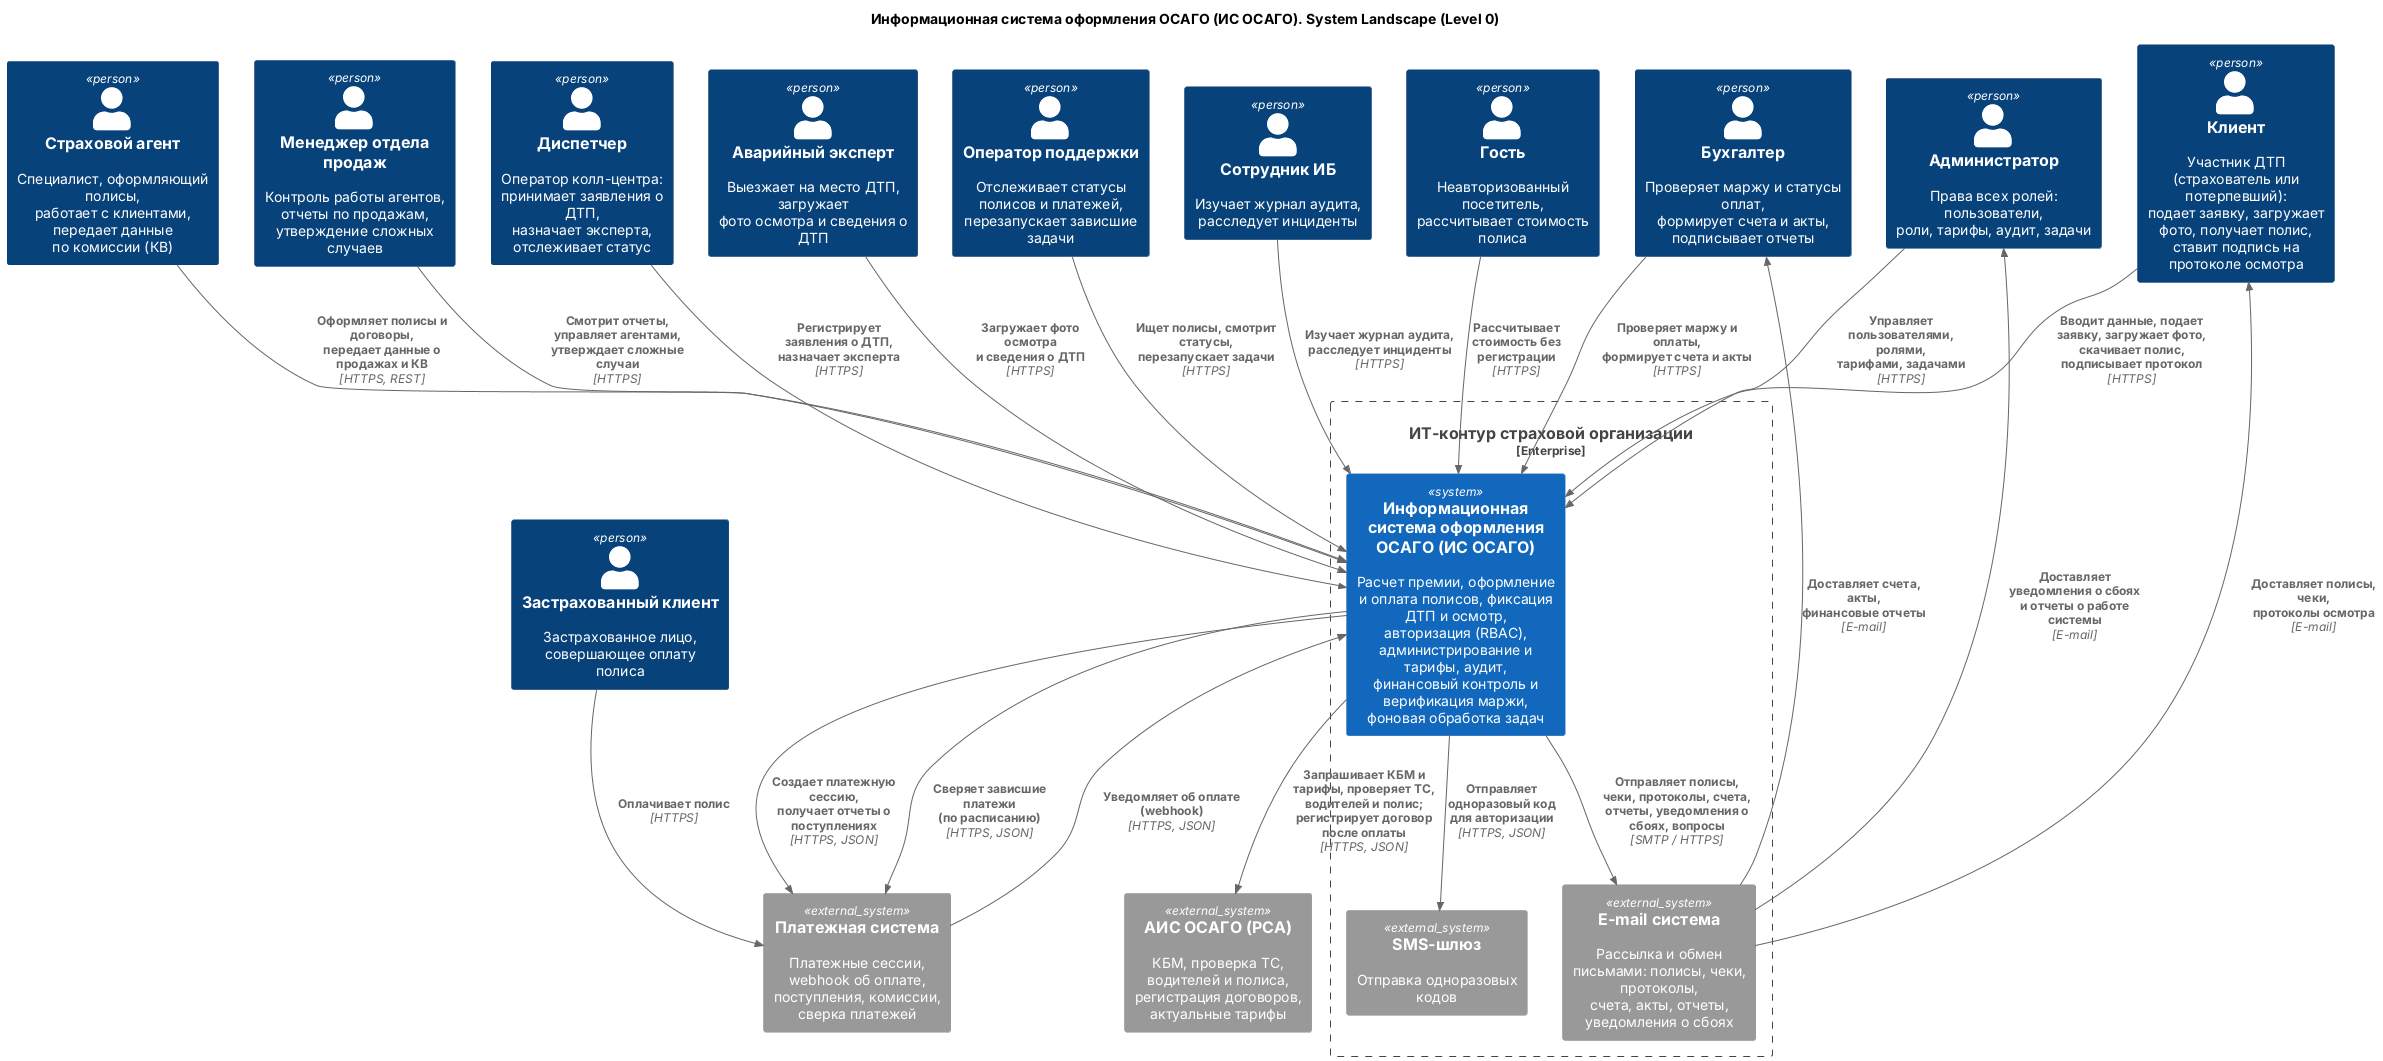 Информационная система оформления ОСАГО (ИС ОСАГО). System Landscape (Level 0)
«person»
Страховой агент
Специалист, оформляющий
полисы,
работает с клиентами,
передает данные
по комиссии (КВ)
«person»
Менеджер отдела
продаж
Контроль работы агентов,
отчеты по продажам,
утверждение сложных
случаев
«person»
Диспетчер
Оператор колл-центра:
принимает заявления о
ДТП,
назначает эксперта,
отслеживает статус
«person»
Аварийный эксперт
Выезжает на место ДТП,
загружает
фото осмотра и сведения о
ДТП
«person»
Оператор поддержки
Отслеживает статусы
полисов и платежей,
перезапускает зависшие
задачи
«person»
Сотрудник ИБ
Изучает журнал аудита,
расследует инциденты
«person»
Гость
Неавторизованный
посетитель,
рассчитывает стоимость
полиса
«person»
Бухгалтер
Проверяет маржу и статусы
оплат,
формирует счета и акты,
подписывает отчеты
«person»
Администратор
Права всех ролей:
пользователи,
роли, тарифы, аудит, задачи
«person»
Клиент
Участник ДТП
(страхователь или
потерпевший):
подает заявку, загружает
фото, получает полис,
ставит подпись на
протоколе осмотра
Оформляет полисы и
договоры,
передает данные о
продажах и КВ
[HTTPS, REST]
Смотрит отчеты,
управляет агентами,
утверждает сложные
случаи
[HTTPS]
Регистрирует
заявления о ДТП,
назначает эксперта
[HTTPS]
Загружает фото
осмотра
и сведения о ДТП
[HTTPS]
Ищет полисы, смотрит
статусы,
перезапускает задачи
[HTTPS]
Изучает журнал аудита,
расследует инциденты
[HTTPS]
Рассчитывает
стоимость без
регистрации
[HTTPS]
Проверяет маржу и
оплаты,
формирует счета и акты
[HTTPS]
Управляет
пользователями,
ролями,
тарифами, задачами
[HTTPS]
Вводит данные, подает
заявку, загружает фото,
скачивает полис,
подписывает протокол
[HTTPS]
ИТ-контур страховой организации
[Enterprise]
«system»
Информационная
система оформления
ОСАГО (ИС ОСАГО)
Расчет премии, оформление
и оплата полисов, фиксация
ДТП и осмотр,
авторизация (RBAC),
администрирование и
тарифы, аудит,
финансовый контроль и
верификация маржи,
фоновая обработка задач
«person»
Застрахованный клиент
Застрахованное лицо,
совершающее оплату
полиса
Доставляет счета,
акты,
финансовые отчеты
[E-mail]
Доставляет
уведомления о сбоях
и отчеты о работе
системы
[E-mail]
Доставляет полисы,
чеки,
протоколы осмотра
[E-mail]
Оплачивает полис
[HTTPS]
Создает платежную
сессию,
получает отчеты о
поступлениях
[HTTPS, JSON]
Сверяет зависшие
платежи
(по расписанию)
[HTTPS, JSON]
Уведомляет об оплате
(webhook)
[HTTPS, JSON]
Запрашивает КБМ и
тарифы, проверяет ТС,
водителей и полис;
регистрирует договор
после оплаты
[HTTPS, JSON]
Отправляет
одноразовый код
для авторизации
[HTTPS, JSON]
Отправляет полисы,
чеки, протоколы, счета,
отчеты, уведомления о
сбоях, вопросы
[SMTP / HTTPS]
«external_system»
Платежная система
Платежные сессии,
webhook об оплате,
поступления, комиссии,
сверка платежей
«external_system»
АИС ОСАГО (РСА)
КБМ, проверка ТС,
водителей и полиса,
регистрация договоров,
актуальные тарифы
«external_system»
SMS-шлюз
Отправка одноразовых
кодов
«external_system»
E-mail система
Рассылка и обмен
письмами: полисы, чеки,
протоколы,
счета, акты, отчеты,
уведомления о сбоях